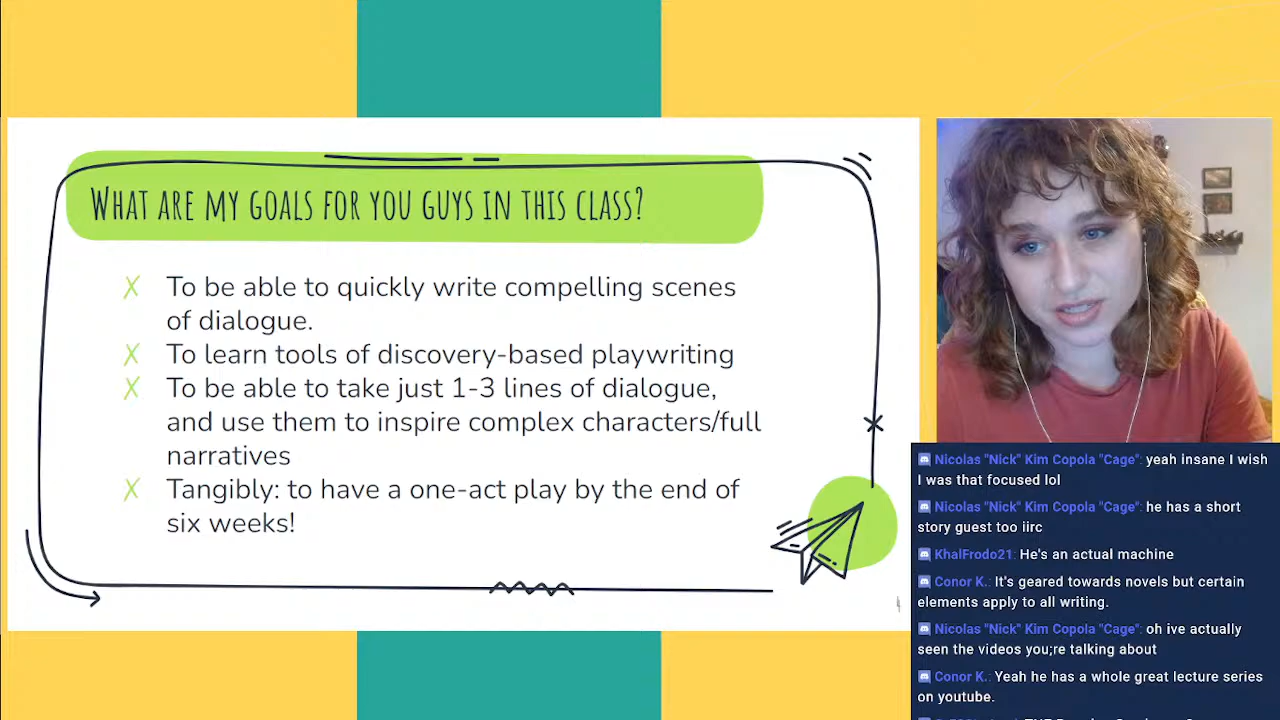 WHAT ARE MY GOALS FOR YOU GUYS IN THIS CLASS?
X To be able to quickly write compelling scenes
of dialogue.
X To learn tools of discovery-based playwriting
X To be able to take just 1-3 lines of dialogue,
and use them to inspire complex characters/full
narratives
X Tangibly: to have a one-act play by the end of
six weeks!
Nicolas "Nick" Kim Copola "Cage": yeah insane I wish
I was that focused lol
Nicolas "Nick" Kim Copola "Cage": he has a short
story guest too iirc
KhalFrodo21: He's an actual machine
Conor K.: It's geared towards novels but certain
elements apply to all writing.
Nicolas "Nick" Kim Copola "Cage": oh ive actually
seen the videos you;re talking about
Conor K.: Yeah he has a whole great lecture series
on youtube.